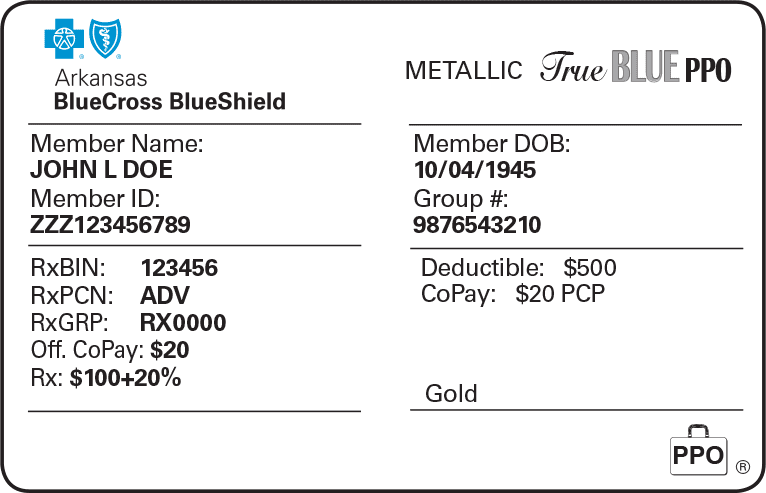 Arkansas
BlueCross BlueShield
METALLIC True BLUE PPO
Member Name:
JOHN L DOE
Member ID:
ZZZ123456789
Member DOB:
10/04/1945
Group #:
9876543210
RxBIN: 123456
RxPCN: ADV
RxGRP: RX0000
Off. CoPay: $20
Rx: $100+20%
Deductible: $500
CoPay: $20 PCP
Gold
PPO ®